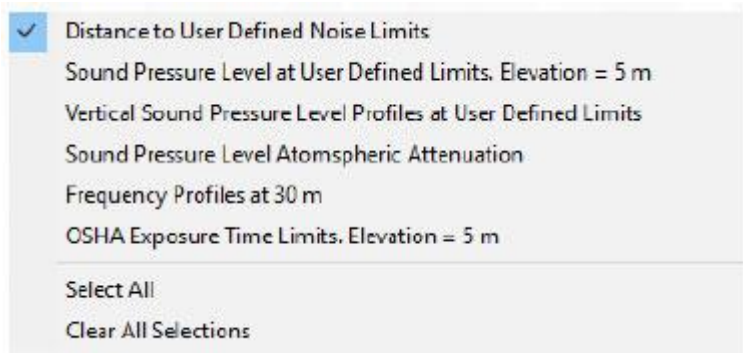 Distance to User Defined Noise Limits
Sound Pressure Level at User Defined Limits. Elevation = 5 m
Vertical Sound Pressure Level Profiles at User Defined Limits
Sound Pressure Level Atomspheric Attenuation
Frequency Profiles at 30 m
OSHA Exposure Time Limits. Elevation = 5 m
Select All
Clear All Selections